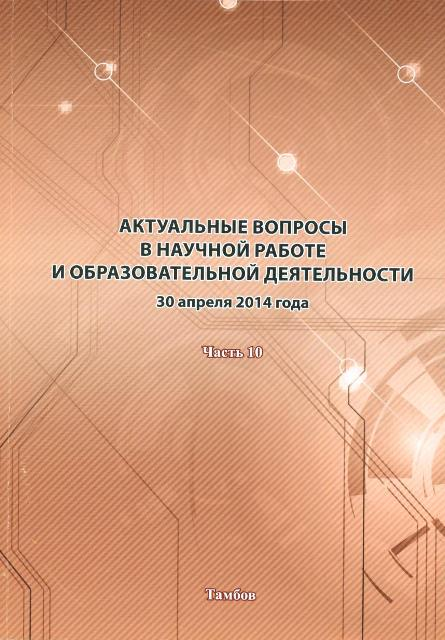 АКТУАЛЬНЫЕ ВОПРОСЫ
В НАУЧНОЙ РАБОТЕ
И ОБРАЗОВАТЕЛЬНОЙ ДЕЯТЕЛЬНОСТИ
30 апреля 2014 года
Часть 10
Тамбов